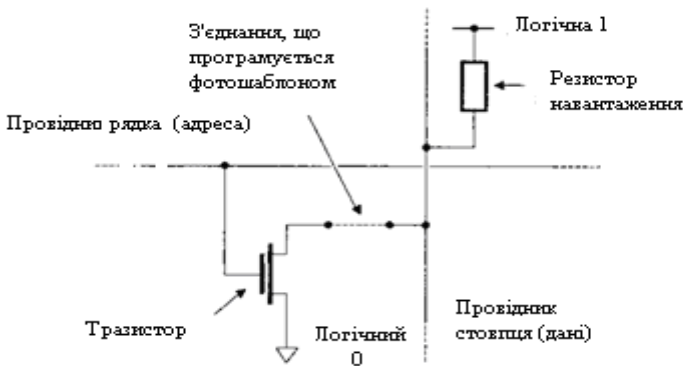 З'єднання, що
програмується
фотошаблоном
Логічна 1
Резистор
навантаження
Провідник рядка (адреса)
Тразистор
Логічний
0
Провідник
стовпця (дані)